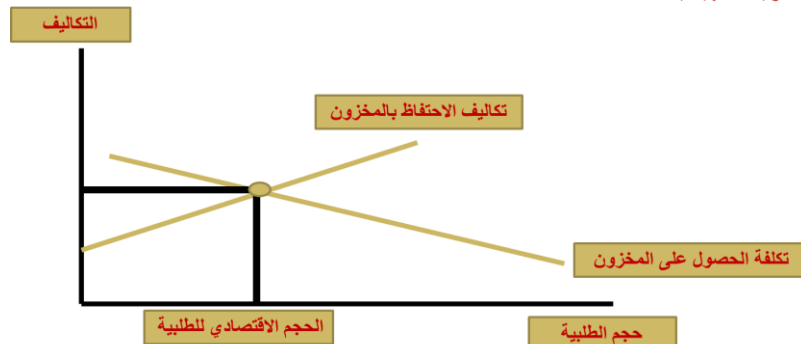 التكاليف
تكاليف الاحتفاظ بالمخزون
تكلفة الحصول على المخزون
الحجم الاقتصادي للطلبية
حجم الطلبية